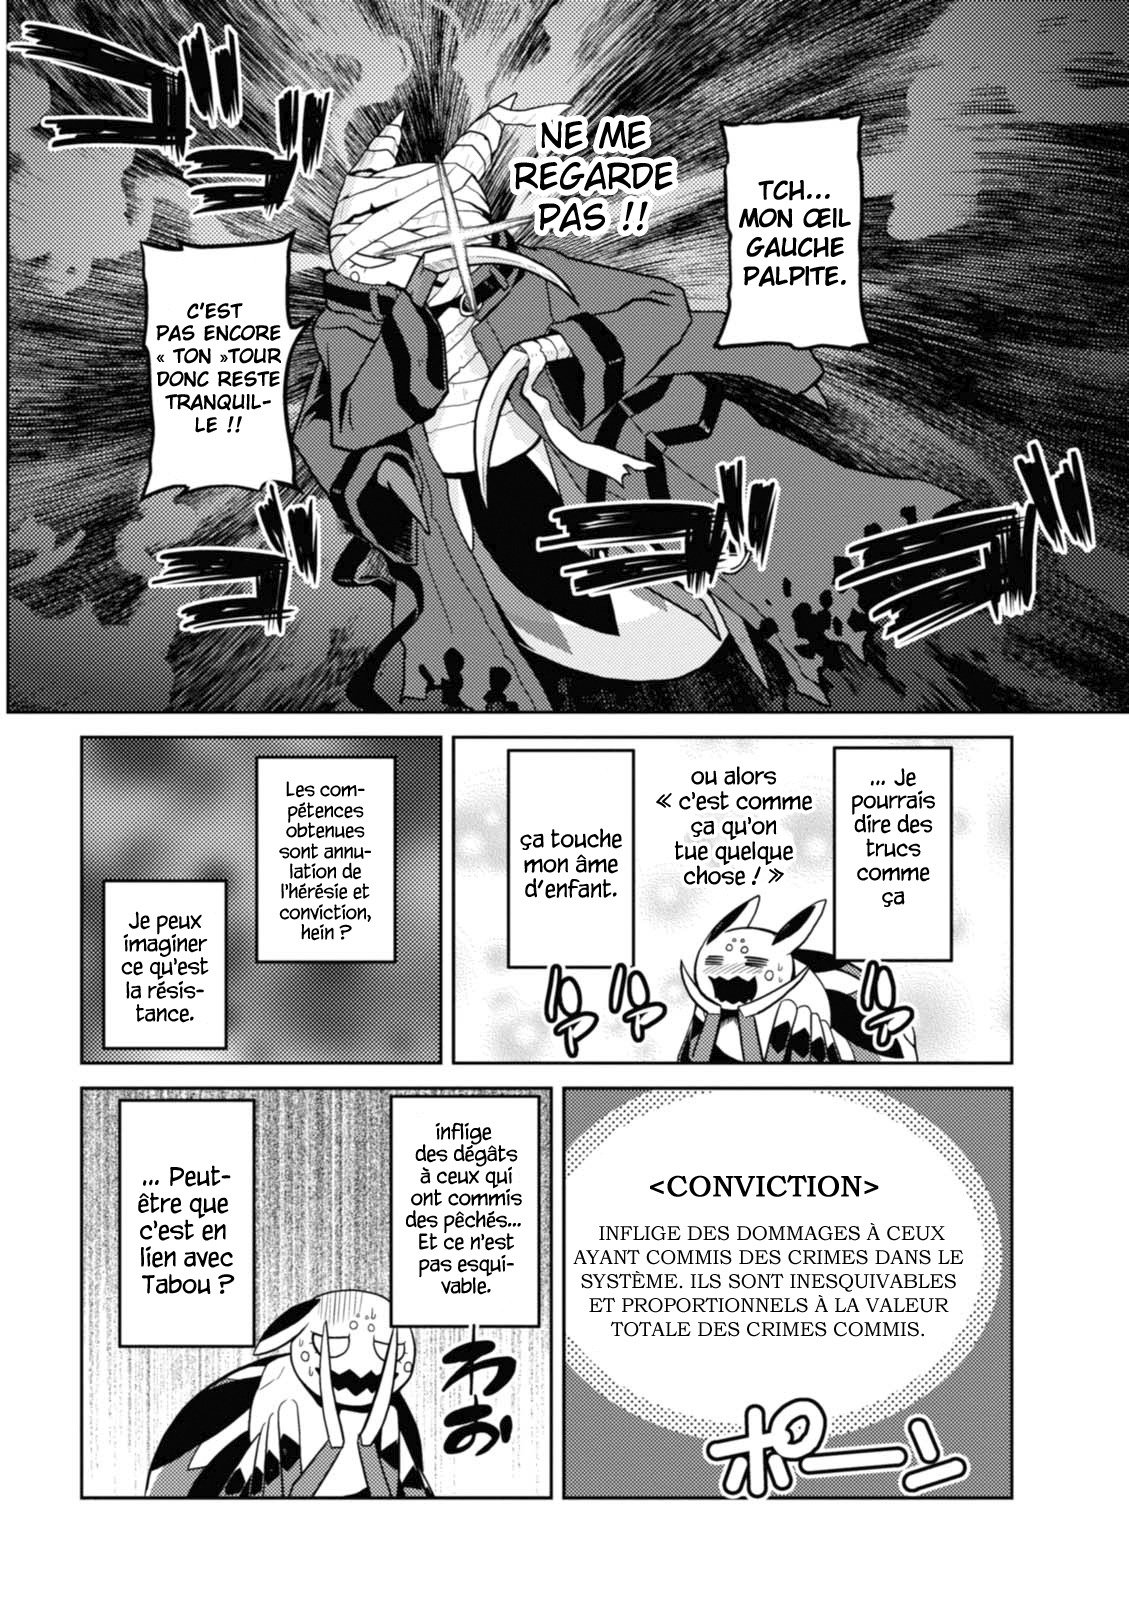 TCH...
MON ŒIL
GAUCHE
PALPITE.
NE ME
REGARDE
PAS !!
C'EST
PAS ENCORE
« TON »TOUR
DONC RESTE
TRANQUIL-
LE !!
ゴゴ
ゴ
ゴ
ゴ
... Je
pourrais
dire des
trucs
comme
ça
ou alors
« c'est comme
ça qu'on
tue quelque
chose ! »
ça touche
mon âme
d'enfant.
Les com-
pétences
obtenues
sont annu-
lation de
l'hérésie et
conviction,
hein ?
Je peux
imaginer
ce qu'est
la résis-
tance.
<CONVICTION>
INFLIGE DES DOMMAGES À CEUX
AYANT COMMIS DES CRIMES DANS LE
SYSTÈME. ILS SONT INESQUIVABLES
ET PROPORTIONNELS À LA VALEUR
TOTALE DES CRIMES COMMIS.
ポーン
inflige
des dégâts
à ceux qui
ont commis
des pêchés...
Et ce n'est
pas esqui-
vable.
... Peut-
être que
c'est en
lien avec
Tabou ?
わお